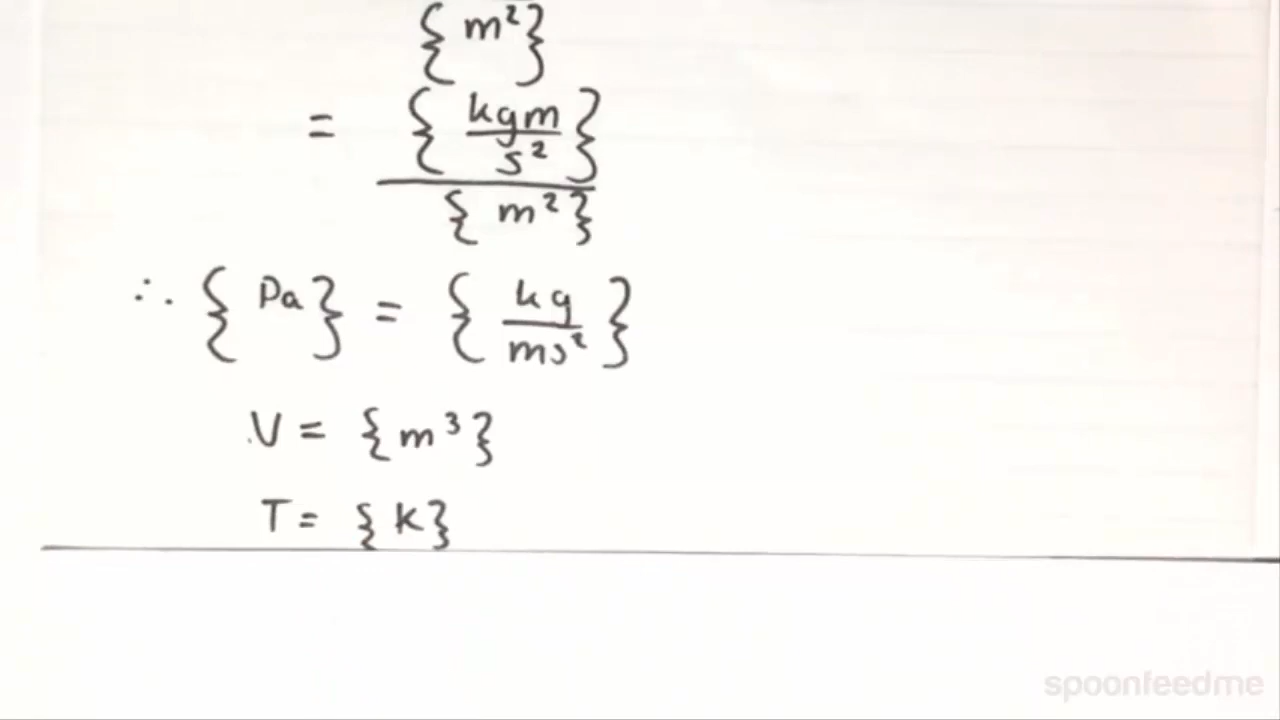 { m² }
= { kgm
s² }
{ m² }
∴ { Pa } = { kg
ms² }
V = { m³ }
T = { K }
spoonfeedme